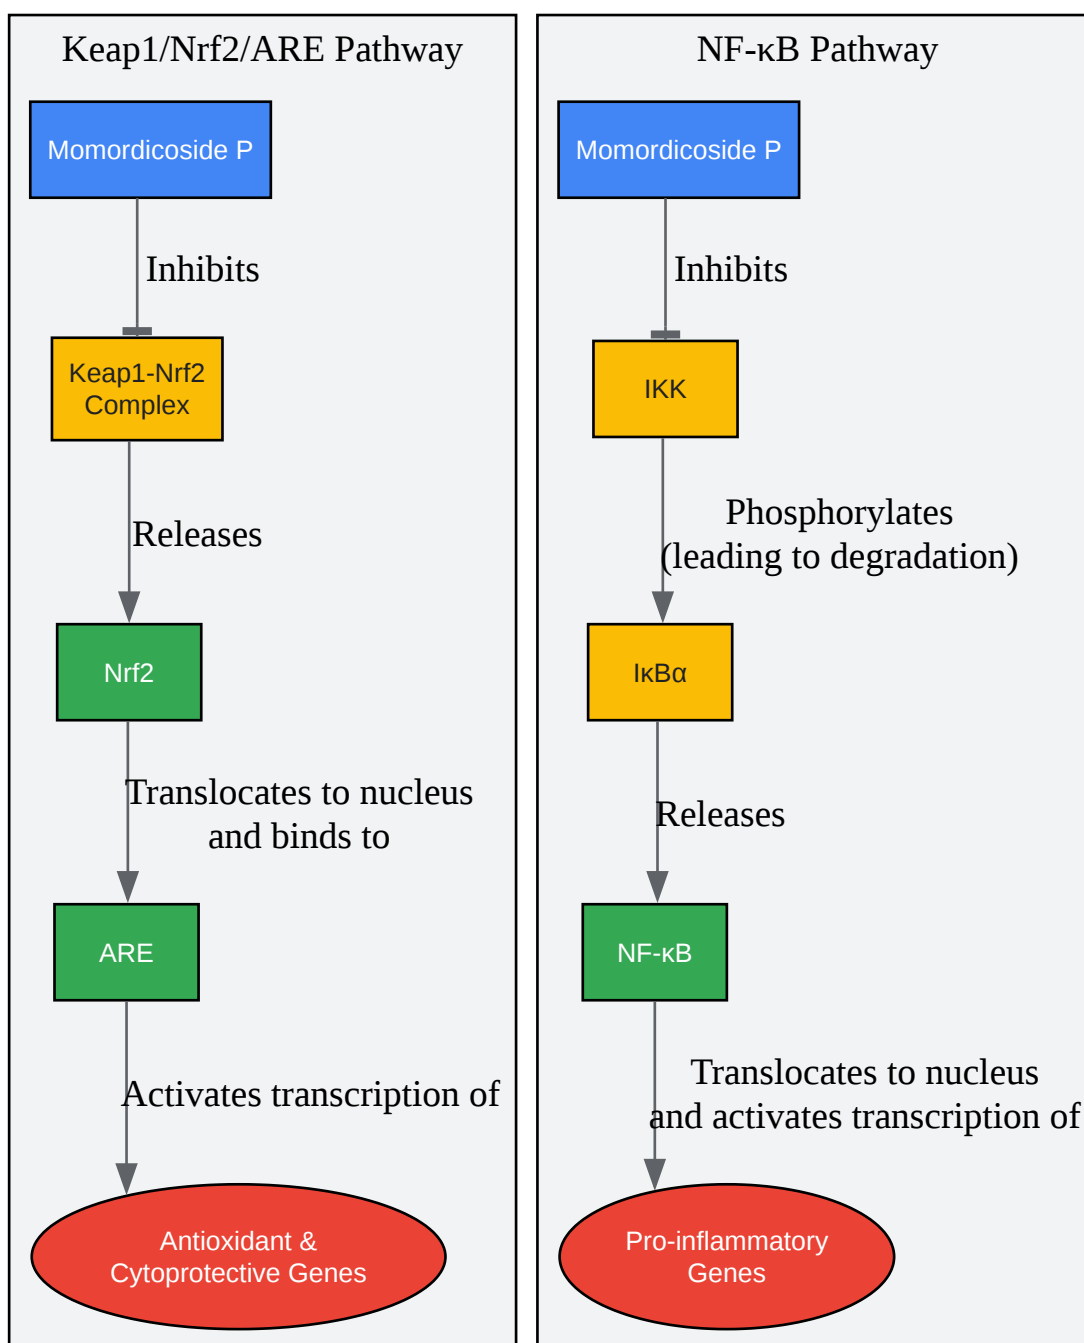 Keap1/Nrf2/ARE Pathway
Momordicoside P
Inhibits
Keap1-Nrf2
Complex
Releases
Nrf2
Translocates to nucleus
and binds to
ARE
Activates transcription of
Antioxidant &
Cytoprotective Genes
NF-κB Pathway
Momordicoside P
Inhibits
IKK
Phosphorylates
(leading to degradation)
IκBα
Releases
NF-κB
Translocates to nucleus
and activates transcription of
Pro-inflammatory
Genes